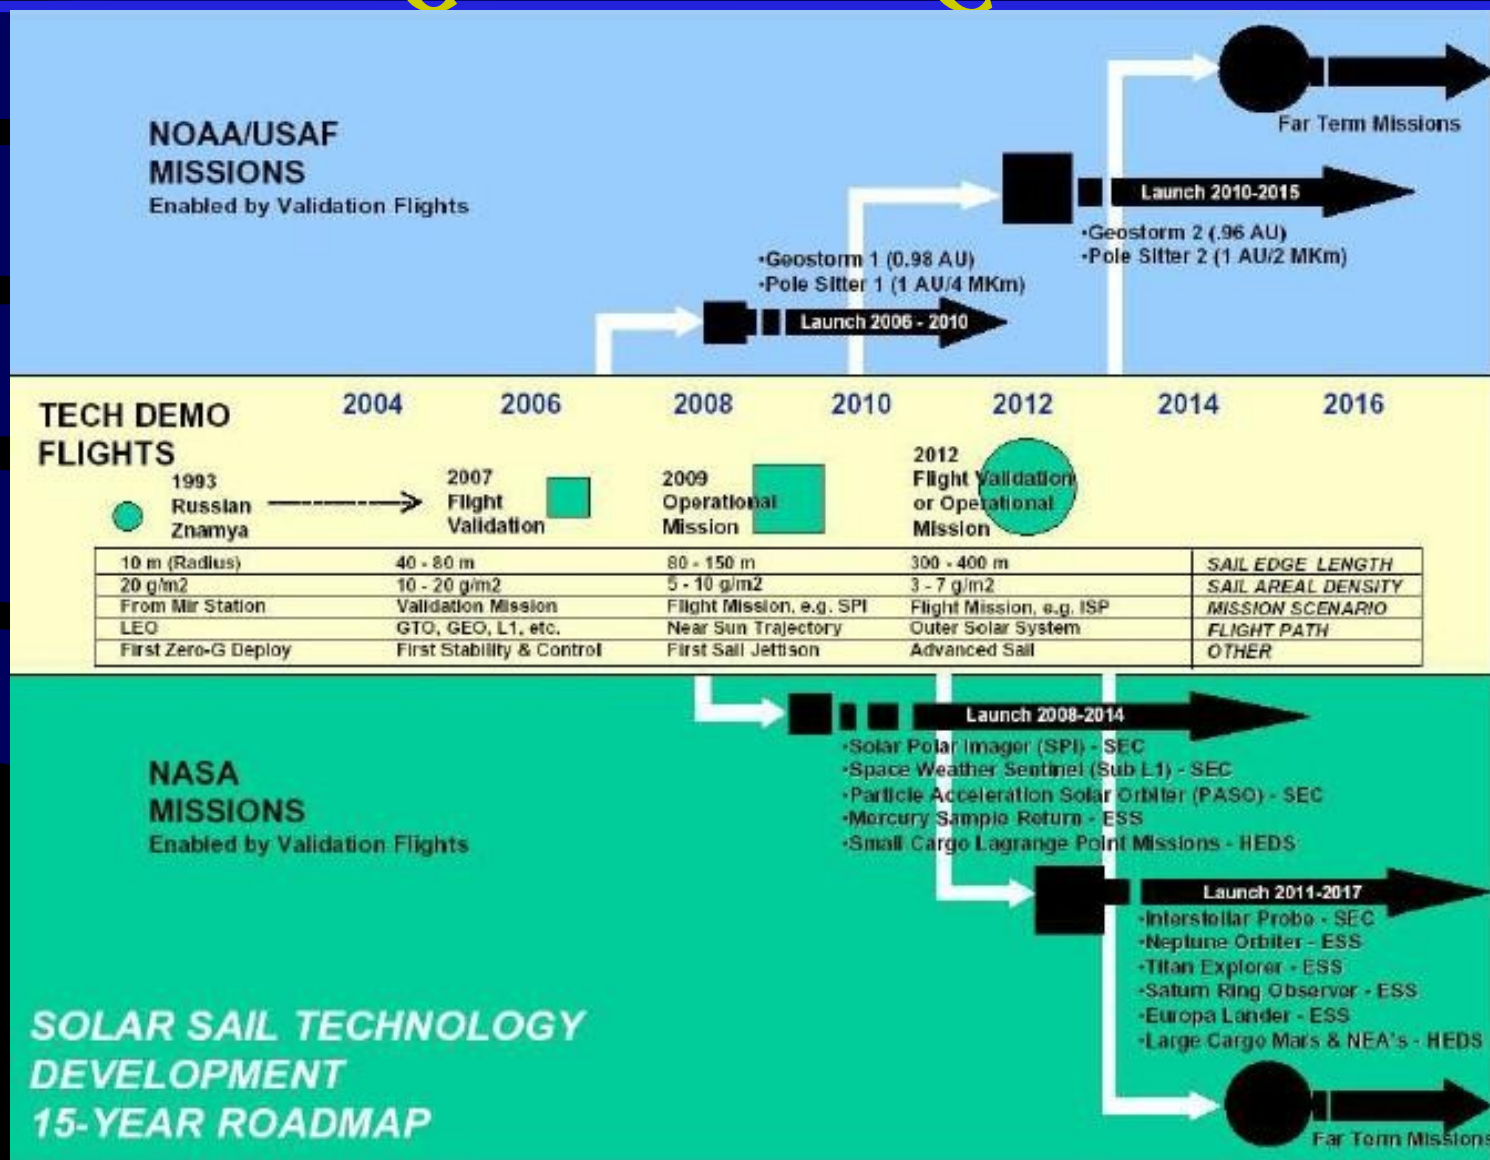 NOAA/USAF
MISSIONS
Enabled by Validation Flights
Far Term Missions
Launch 2010-2015
•Geostorm 2 (.96 AU)
•Pole Sitter 2 (1 AU/2 MKm)
•Geostorm 1 (0.98 AU)
•Pole Sitter 1 (1 AU/4 MKm)
Launch 2006 - 2010
TECH DEMO
FLIGHTS
2004 2006 2008 2010 2012 2014 2016
1993
Russian
Znamya
2007
Flight
Validation
2009
Operational
Mission
2012
Flight Validation
or Operational
Mission
10 m (Radius) 40 - 80 m 80 - 150 m 300 - 400 m SAIL EDGE LENGTH
20 g/m2 10 - 20 g/m2 5 - 10 g/m2 3 - 7 g/m2 SAIL AREAL DENSITY
From Mir Station Validation Mission Flight Mission, e.g. SPI Flight Mission, e.g. ISP MISSION SCENARIO
LEO GTO, GEO, L1, etc. Near Sun Trajectory Outer Solar System FLIGHT PATH
First Zero-G Deploy First Stability & Control First Sail Jettison Advanced Sail OTHER
Launch 2008-2014
•Solar Polar Imager (SPI) - SEC
•Space Weather Sentinel (Sub L1) - SEC
•Particle Acceleration Solar Orbiter (PASO) - SEC
•Mercury Sample Return - ESS
•Small Cargo Lagrange Point Missions - HEDS
NASA
MISSIONS
Enabled by Validation Flights
Launch 2011-2017
•Interstellar Probe - SEC
•Neptune Orbiter - ESS
•Titan Explorer - ESS
•Saturn Ring Observer - ESS
•Europa Lander - ESS
•Large Cargo Mars & NEA's - HEDS
Far Term Missions
SOLAR SAIL TECHNOLOGY
DEVELOPMENT
15-YEAR ROADMAP